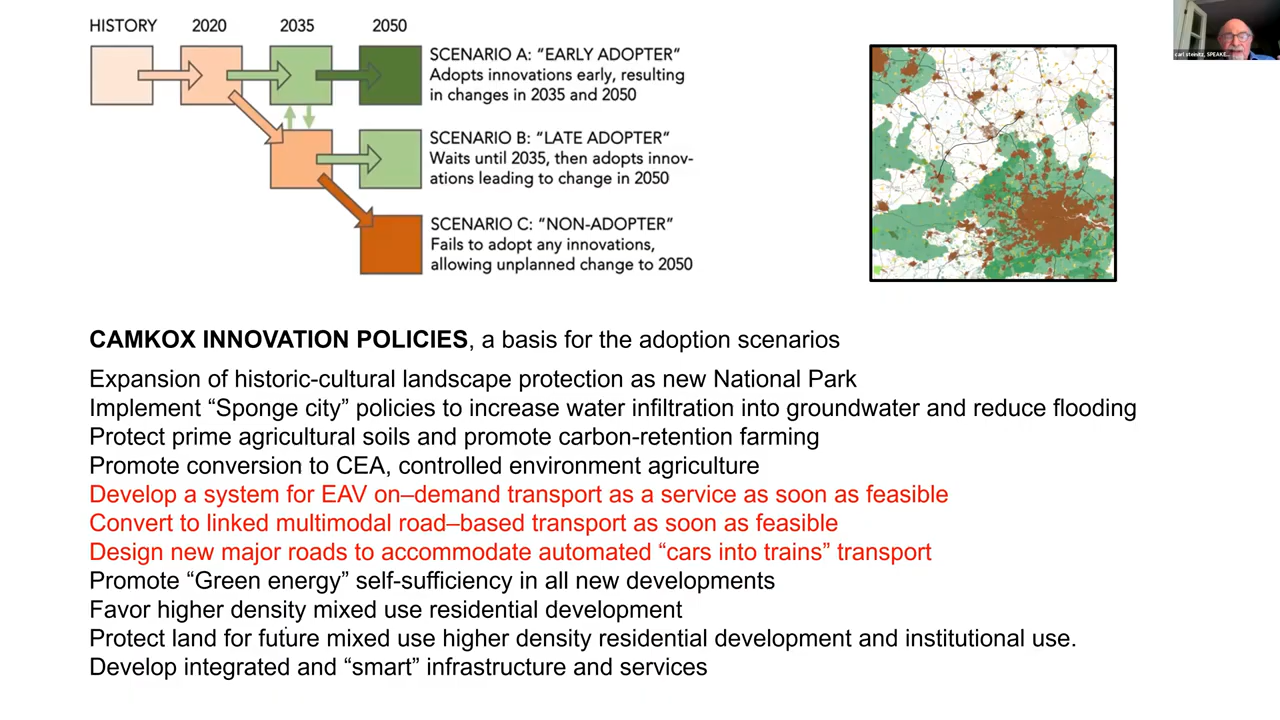 HISTORY 2020 2035 2050
SCENARIO A: “EARLY ADOPTER”
Adopts innovations early, resulting
in changes in 2035 and 2050
SCENARIO B: “LATE ADOPTER”
Waits until 2035, then adopts innov-
ations leading to change in 2050
SCENARIO C: “NON-ADOPTER”
Fails to adopt any innovations,
allowing unplanned change to 2050
carl steinitz, SPEAKE...
CAMKOX INNOVATION POLICIES, a basis for the adoption scenarios
Expansion of historic-cultural landscape protection as new National Park
Implement “Sponge city” policies to increase water infiltration into groundwater and reduce flooding
Protect prime agricultural soils and promote carbon-retention farming
Promote conversion to CEA, controlled environment agriculture
Develop a system for EAV on–demand transport as a service as soon as feasible
Convert to linked multimodal road–based transport as soon as feasible
Design new major roads to accommodate automated “cars into trains” transport
Promote “Green energy” self-sufficiency in all new developments
Favor higher density mixed use residential development
Protect land for future mixed use higher density residential development and institutional use.
Develop integrated and “smart” infrastructure and services